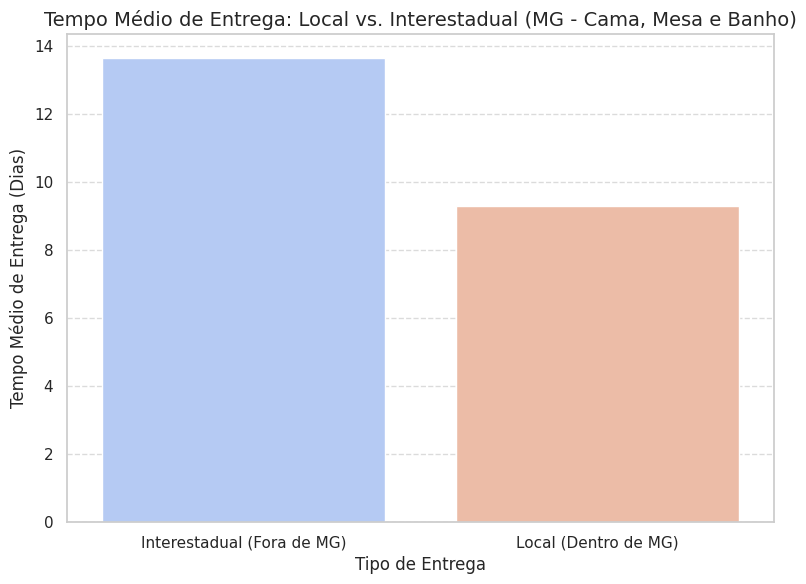 Tempo Médio de Entrega: Local vs. Interestadual (MG - Cama, Mesa e Banho)
Tempo Médio de Entrega (Dias)
14
12
10
8
6
4
2
0
Interestadual (Fora de MG)
Local (Dentro de MG)
Tipo de Entrega